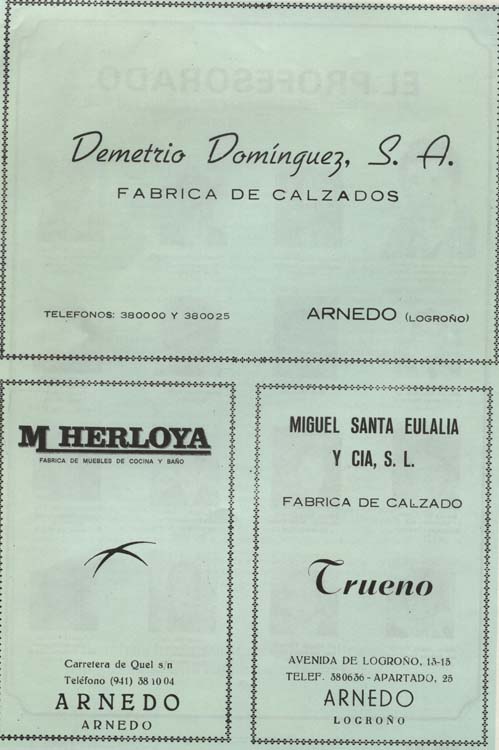 Demetrio Domínguez, S. A.
FABRICA DE CALZADOS
TELEFONOS: 380000 Y 380025
ARNEDO (LOGROÑO)
M HERLOYA
FABRICA DE MUEBLES DE COCINA Y BAÑO
Carretera de Quel s/n
Teléfono (941) 38 10 04
ARNEDO
ARNEDO
MIGUEL SANTA EULALIA
Y CIA, S. L.
FABRICA DE CALZADO
Trueno
AVENIDA DE LOGROÑO, 13-15
TELEF. 380636 - APARTADO, 25
ARNEDO
LOGROÑO
EL PROFESORADO